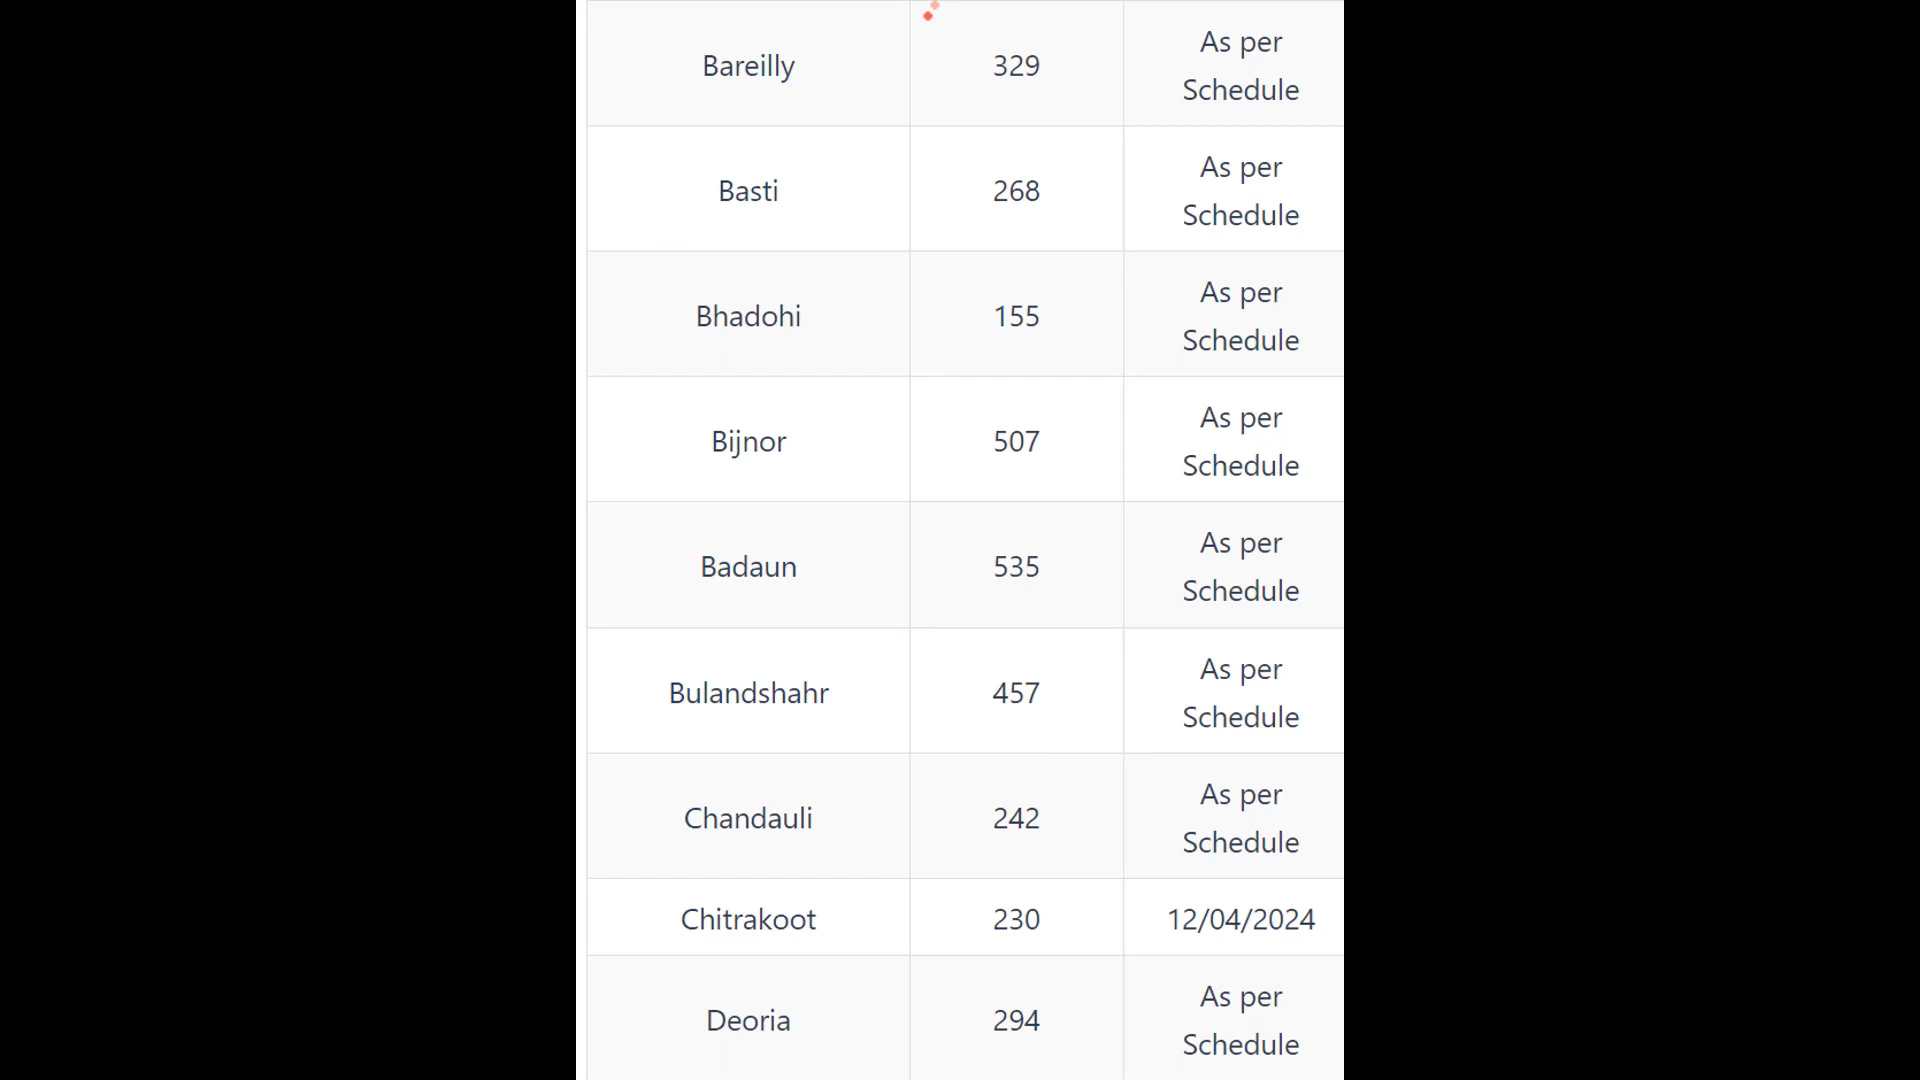 Bareilly 329 As per
Schedule
Basti 268 As per
Schedule
Bhadohi 155 As per
Schedule
Bijnor 507 As per
Schedule
Badaun 535 As per
Schedule
Bulandshahr 457 As per
Schedule
Chandauli 242 As per
Schedule
Chitrakoot 230 12/04/2024
Deoria 294 As per
Schedule